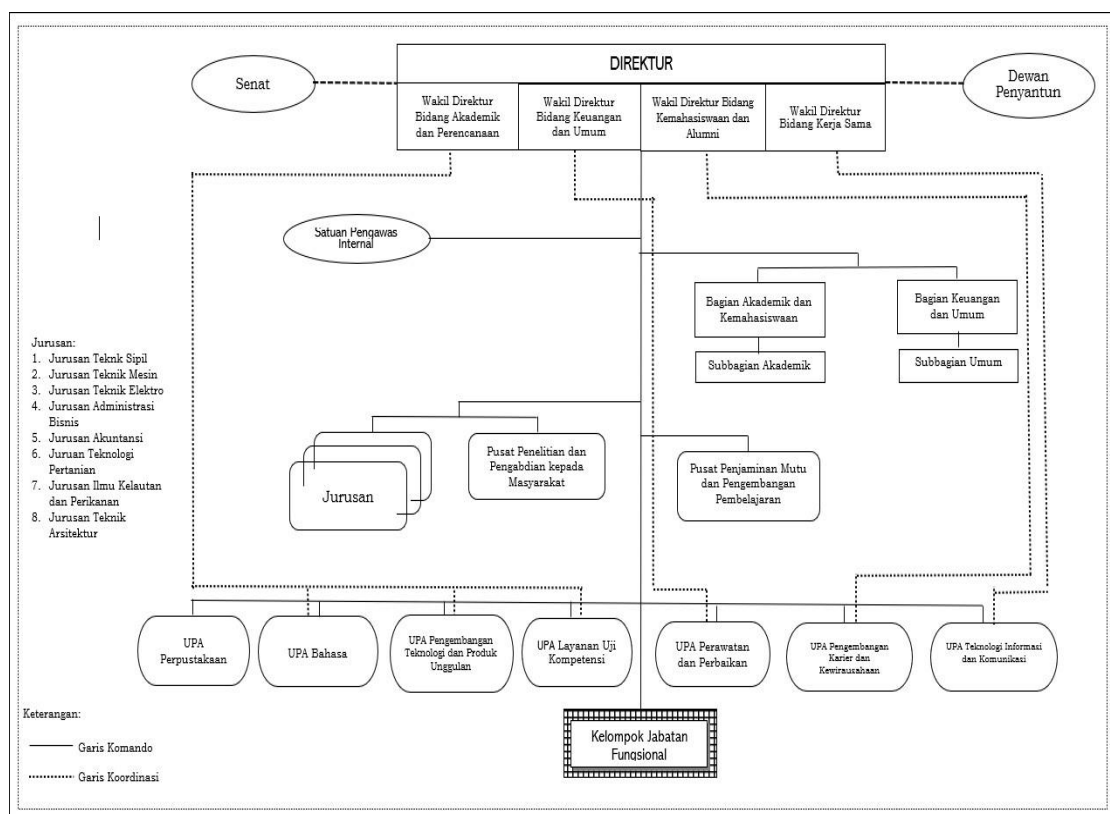 DIREKTUR
Senat
Dewan
Penyantun
Wakil Direktur
Bidang Akademik
dan Perencanaan
Wakil Direktur
Bidang Keuangan
dan Umum
Wakil Direktur Bidang
Kemahasiswaan dan
Alumni
Wakil Direktur
Bidang Kerja Sama
Satuan Pengawas
Internal
Bagian Akademik dan
Kemahasiswaan
Bagian Keuangan
dan Umum
Subbagian Akademik
Subbagian Umum
Jurusan:
1. Jurusan Teknk Sipil
2. Jurusan Teknik Mesin
3. Jurusan Teknik Elektro
4. Jurusan Administrasi
Bisnis
5. Jurusan Akuntansi
6. Juruan Teknologi
Pertanian
7. Jurusan Ilmu Kelautan
dan Perikanan
8. Jurusan Teknik
Arsitektur
Jurusan
Pusat Penelitian dan
Pengabdian kepada
Masyarakat
Pusat Penjaminan Mutu
dan Pengembangan
Pembelajaran
UPA
Perpustakaan
UPA Bahasa
UPA Pengembangan
Teknologi dan Produk
Unggulan
UPA Layanan Uji
Kompetensi
UPA Perawatan
dan Perbaikan
UPA Pengembangan
Karier dan
Kewirausahaan
UPA Teknologi Informasi
dan Komunikasi
Kelompok Jabatan
Fungsional
Keterangan:
Garis Komando
Garis Koordinasi